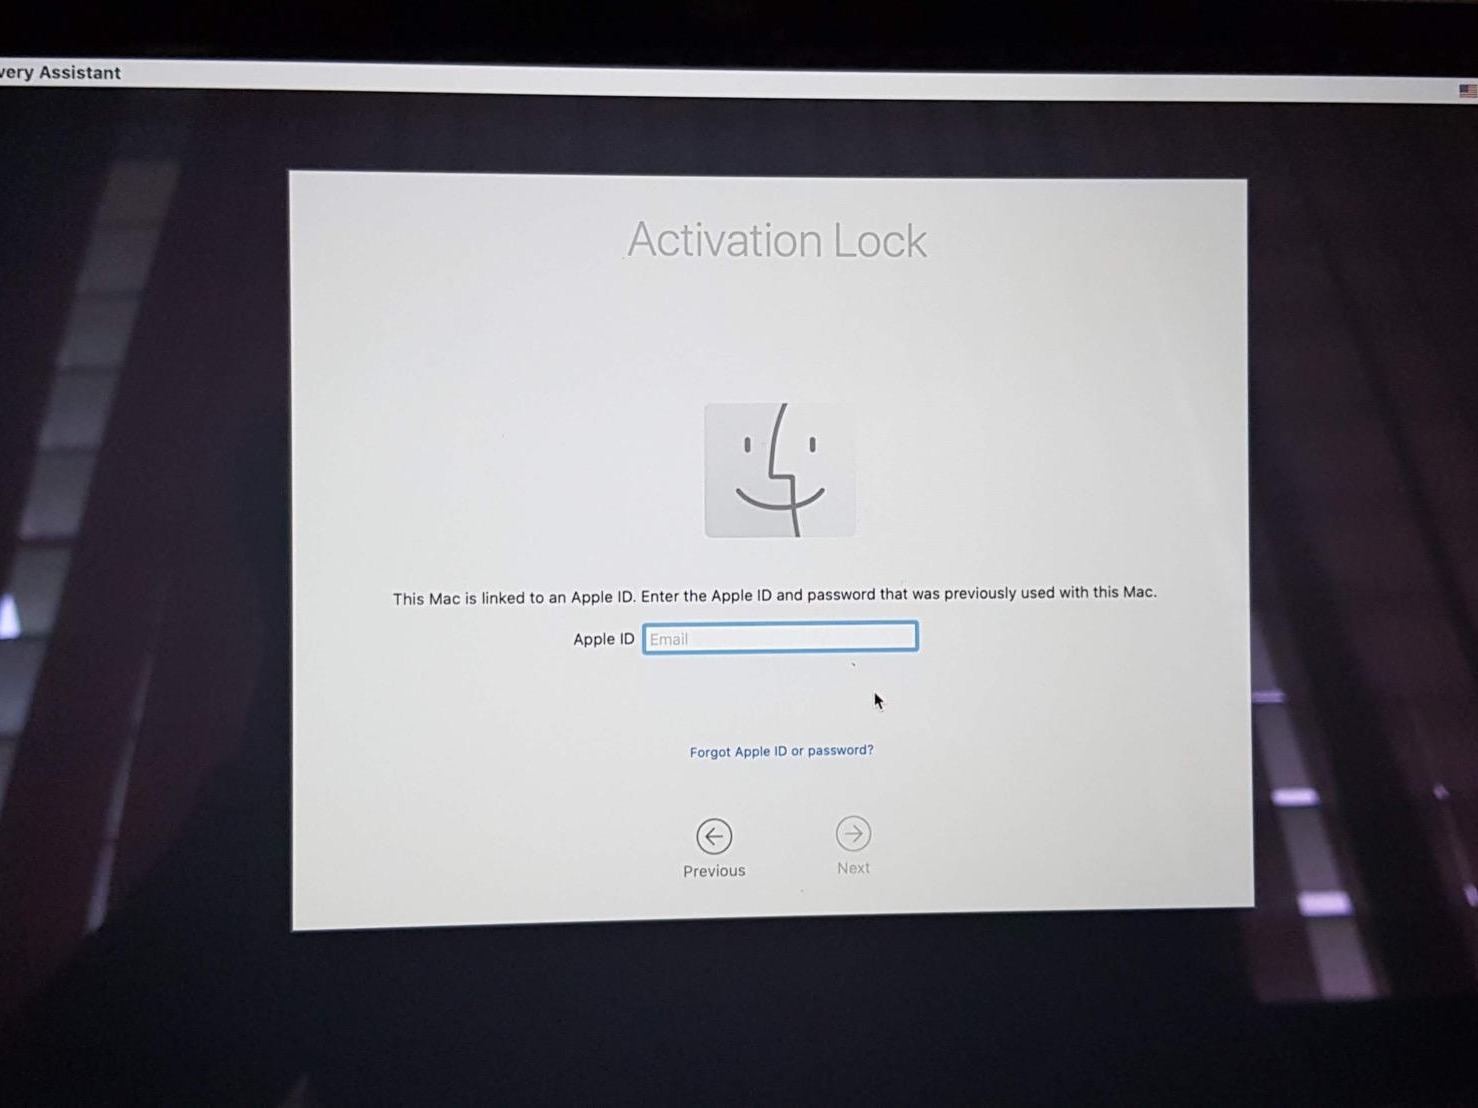 very Assistant
Activation Lock
This Mac is linked to an Apple ID. Enter the Apple ID and password that was previously used with this Mac.
Apple ID Email
Forgot Apple ID or password?
Previous Next